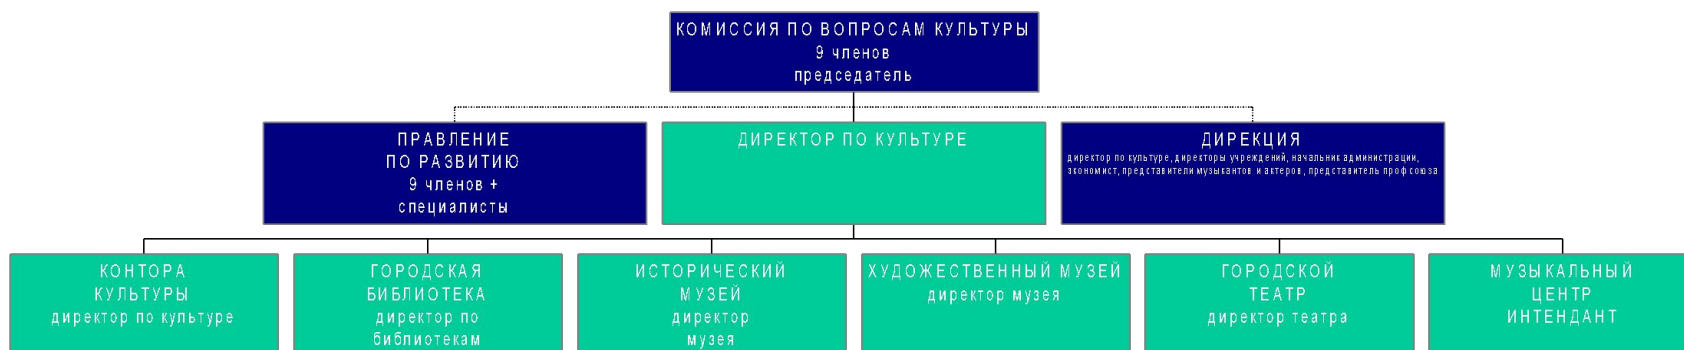 КОМИССИЯ ПО ВОПРОСАМ КУЛЬТУРЫ
9 членов
председатель
ПРАВЛЕНИЕ
ПО РАЗВИТИЮ
9 членов +
специалисты
ДИРЕКТОР ПО КУЛЬТУРЕ
ДИРЕКЦИЯ
директор по культуре, директоры учреждений, начальник администрации,
экономист, представители музыкантов и актеров, представитель профсоюза
КОНТОРА
КУЛЬТУРЫ
директор по культуре
ГОРОДСКАЯ
БИБЛИОТЕКА
директор по
библиотекам
ИСТОРИЧЕСКИЙ
МУЗЕЙ
директор
музея
ХУДОЖЕСТВЕННЫЙ МУЗЕЙ
директор музея
ГОРОДСКОЙ
ТЕАТР
директор театра
МУЗЫКАЛЬНЫЙ
ЦЕНТР
ИНТЕНДАНТ